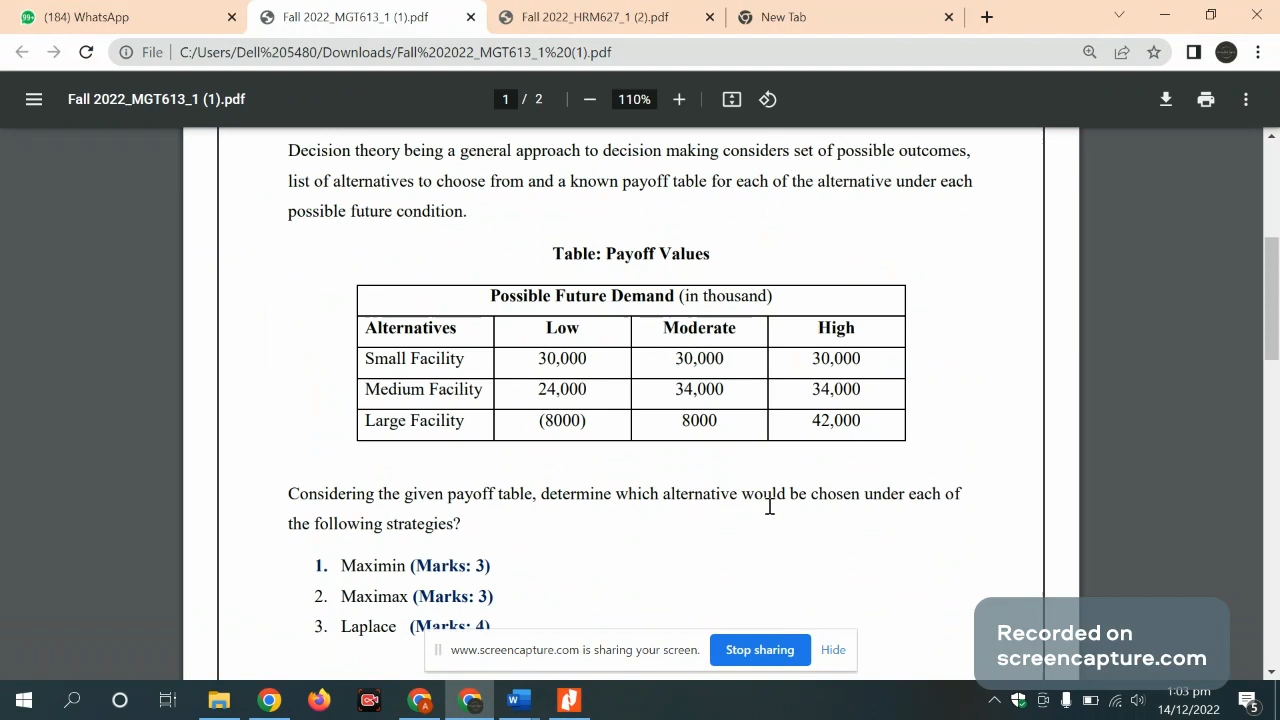 99+ (184) WhatsApp
Fall 2022_MGT613_1 (1).pdf
Fall 2022_HRM627_1 (2).pdf
New Tab
File | C:/Users/Dell%205480/Downloads/Fall%202022_MGT613_1%20(1).pdf
Fall 2022_MGT613_1 (1).pdf 1 / 2 110%
Decision theory being a general approach to decision making considers set of possible outcomes,
list of alternatives to choose from and a known payoff table for each of the alternative under each
possible future condition.
Table: Payoff Values
Possible Future Demand (in thousand)
Alternatives Low Moderate High
Small Facility 30,000 30,000 30,000
Medium Facility 24,000 34,000 34,000
Large Facility (8000) 8000 42,000
Considering the given payoff table, determine which alternative would be chosen under each of
the following strategies?
1. Maximin (Marks: 3)
2. Maximax (Marks: 3)
3. Laplace (Marks: 4)
www.screencapture.com is sharing your screen. Stop sharing Hide
Recorded on
screencapture.com
1:03 pm
14/12/2022
5